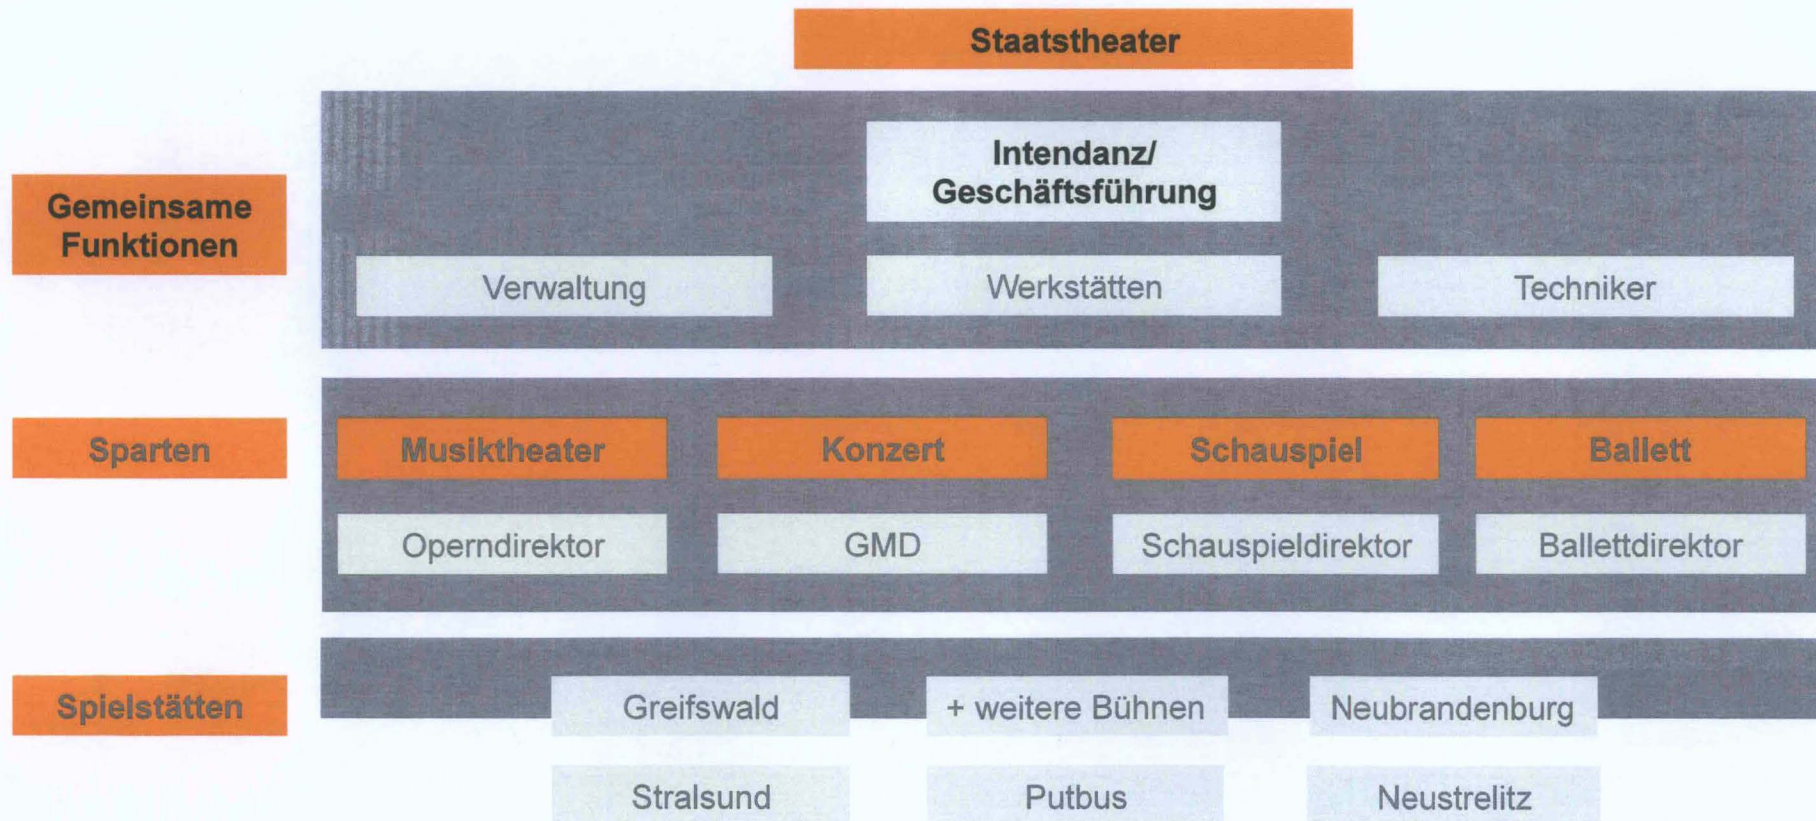 Staatstheater
Gemeinsame
Funktionen
Intendanz/
Geschäftsführung
Verwaltung
Werkstätten
Techniker
Sparten
Musiktheater
Konzert
Schauspiel
Ballett
Operndirektor
GMD
Schauspieldirektor
Ballettdirektor
Spielstätten
Greifswald
+ weitere Bühnen
Neubrandenburg
Stralsund
Putbus
Neustrelitz